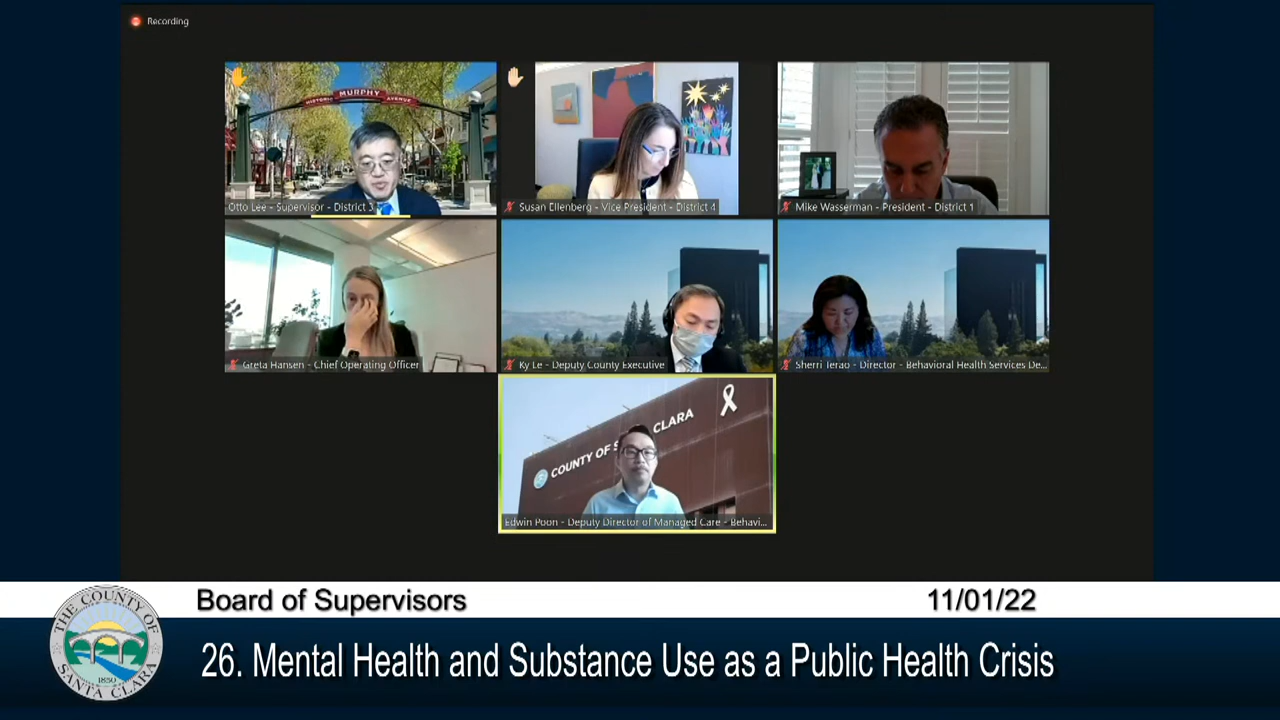 Recording
HISTORIC MURPHY AVENUE
Otto Lee - Supervisor - District 3
Susan Ellenberg - Vice President - District 4
Mike Wasserman - President - District 1
Greta Hansen - Chief Operating Officer
Ky Le - Deputy County Executive
Sherri Terao - Director - Behavioral Health Services De...
COUNTY OF S CLARA
Edwin Poon - Deputy Director of Managed Care - Behavi...
THE COUNTY OF SANTA CLARA
1850
Board of Supervisors
11/01/22
26. Mental Health and Substance Use as a Public Health Crisis